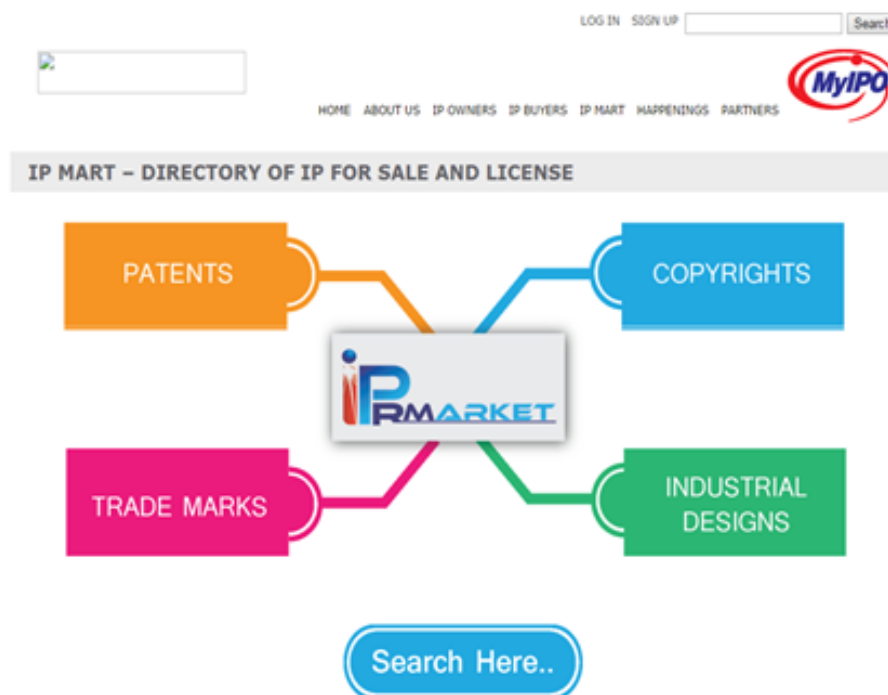 LOG IN SIGN UP Search
MyIPO
HOME ABOUT US IP OWNERS IP BUYERS IP MART HAPPENINGS PARTNERS
IP MART – DIRECTORY OF IP FOR SALE AND LICENSE
PATENTS
COPYRIGHTS
IPRMARKET
TRADE MARKS
INDUSTRIAL
DESIGNS
Search Here..